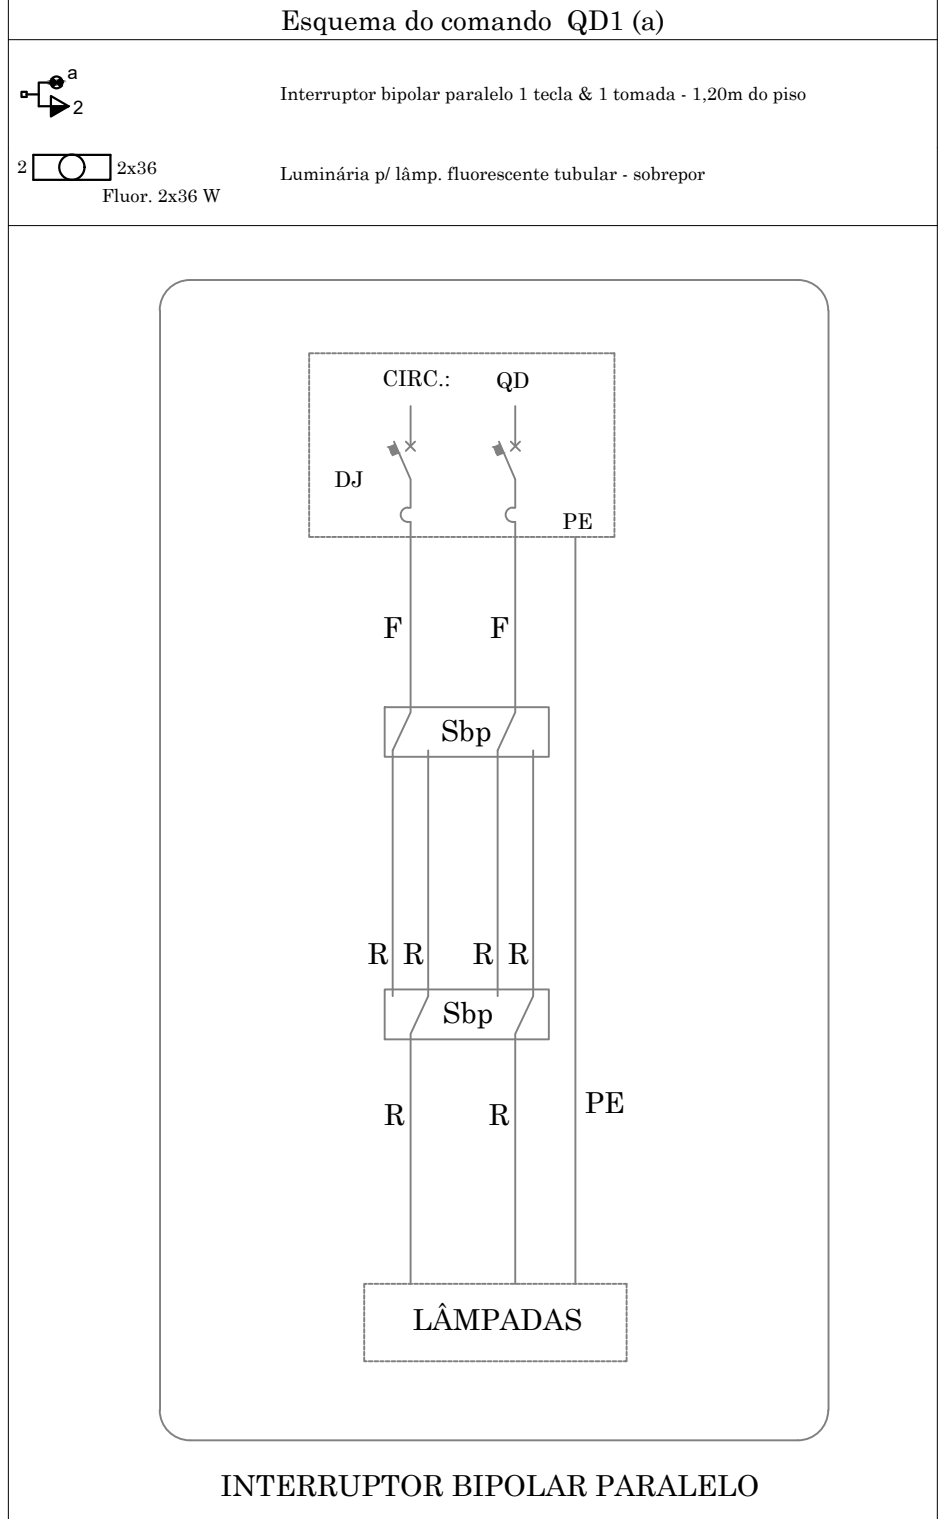 Esquema do comando QD1 (a)
a
2
Interruptor bipolar paralelo 1 tecla & 1 tomada - 1,20m do piso
2
2x36
Fluor. 2x36 W
Luminária p/ lâmp. fluorescente tubular - sobrepor
CIRC.: QD
DJ
PE
F F
Sbp
R R R R
Sbp
R R PE
LÂMPADAS
INTERRUPTOR BIPOLAR PARALELO